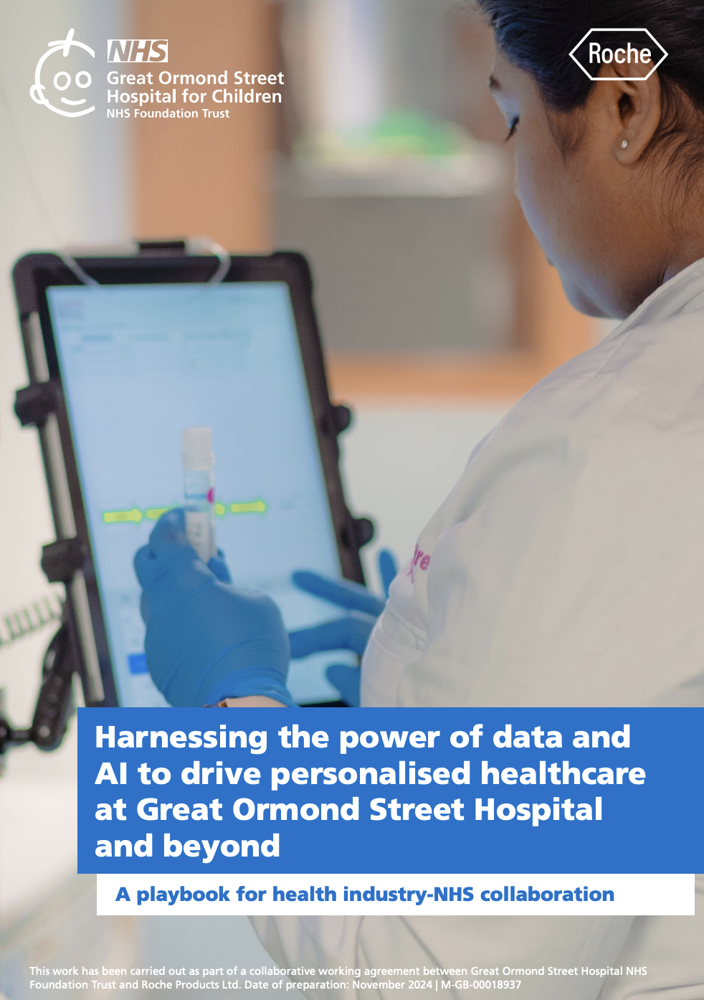 NHS
Great Ormond Street
Hospital for Children
NHS Foundation Trust
Roche
Harnessing the power of data and
AI to drive personalised healthcare
at Great Ormond Street Hospital
and beyond
A playbook for health industry-NHS collaboration
This work has been carried out as part of a collaborative working agreement between Great Ormond Street Hospital NHS
Foundation Trust and Roche Products Ltd. Date of preparation: November 2024 | M-GB-00018937